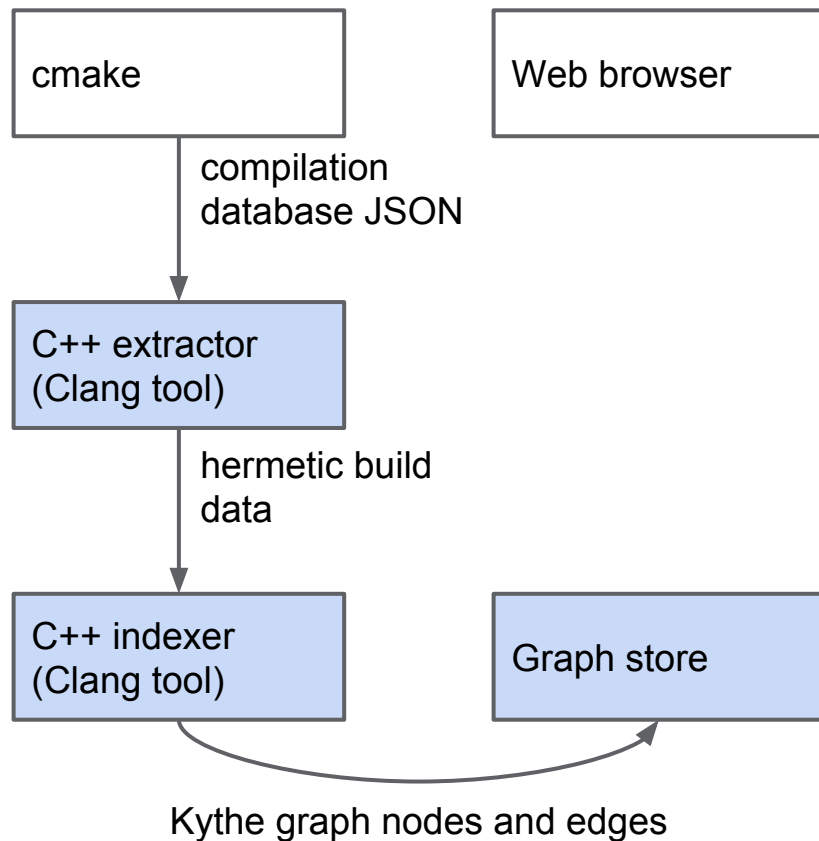 cmake
Web browser
compilation
database JSON
C++ extractor
(Clang tool)
hermetic build
data
C++ indexer
(Clang tool)
Graph store
Kythe graph nodes and edges